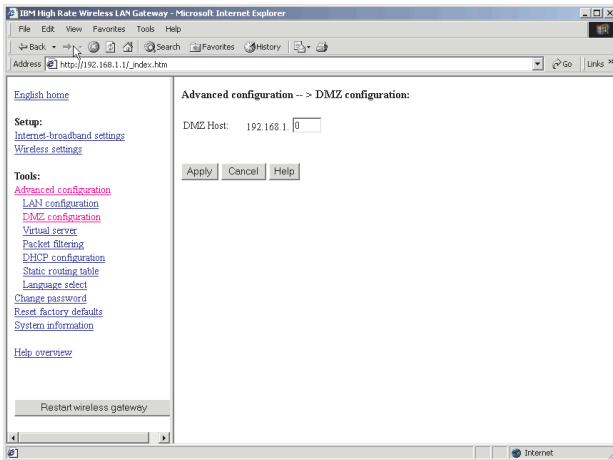 IBM High Rate Wireless LAN Gateway - Microsoft Internet Explorer
File Edit View Favorites Tools Help
Back Search Favorites History
Address http://192.168.1.1/_index.htm Go Links »
English home
Setup:
Internet-broadband settings
Wireless settings
Tools:
Advanced configuration
LAN configuration
DMZ configuration
Virtual server
Packet filtering
DHCP configuration
Static routing table
Language select
Change password
Reset factory defaults
System information
Help overview
Restart wireless gateway
Advanced configuration -- > DMZ configuration:
DMZ Host: 192.168.1. 0
Apply Cancel Help
Internet